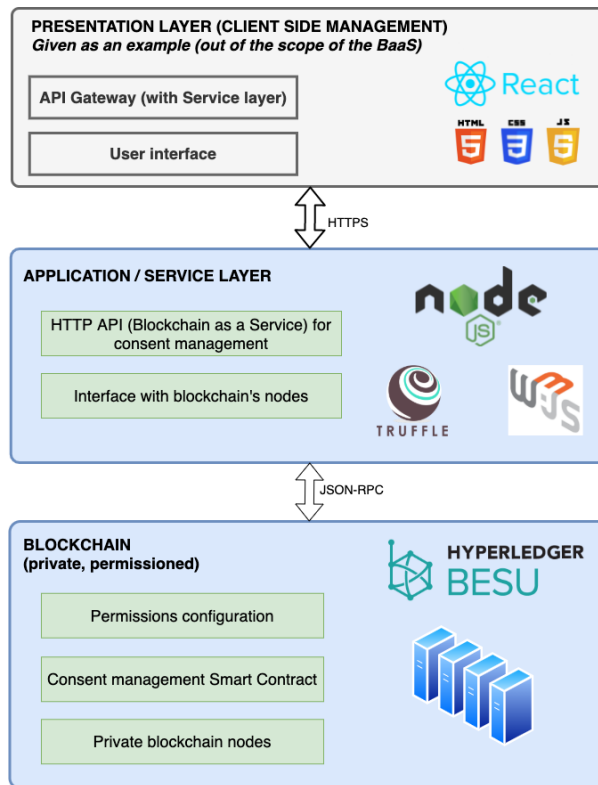 PRESENTATION LAYER (CLIENT SIDE MANAGEMENT)
Given as an example (out of the scope of the BaaS)
API Gateway (with Service layer)
User interface
React
HTML
CSS
JS
5
3
5
HTTPS
APPLICATION / SERVICE LAYER
HTTP API (Blockchain as a Service) for
consent management
Interface with blockchain's nodes
node
JS
TRUFFLE
JSON-RPC
BLOCKCHAIN
(private, permissioned)
Permissions configuration
Consent management Smart Contract
Private blockchain nodes
HYPERLEDGER
BESU